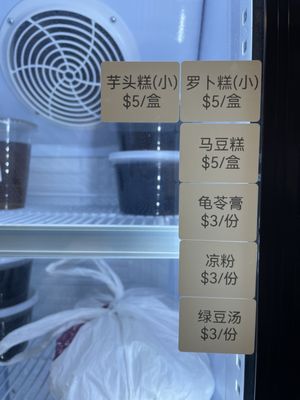 芋头糕(小)
$5/盒
罗卜糕(小)
$5/盒
马豆糕
$5/盒
龟苓膏
$3/份
凉粉
$3/份
绿豆汤
$3/份